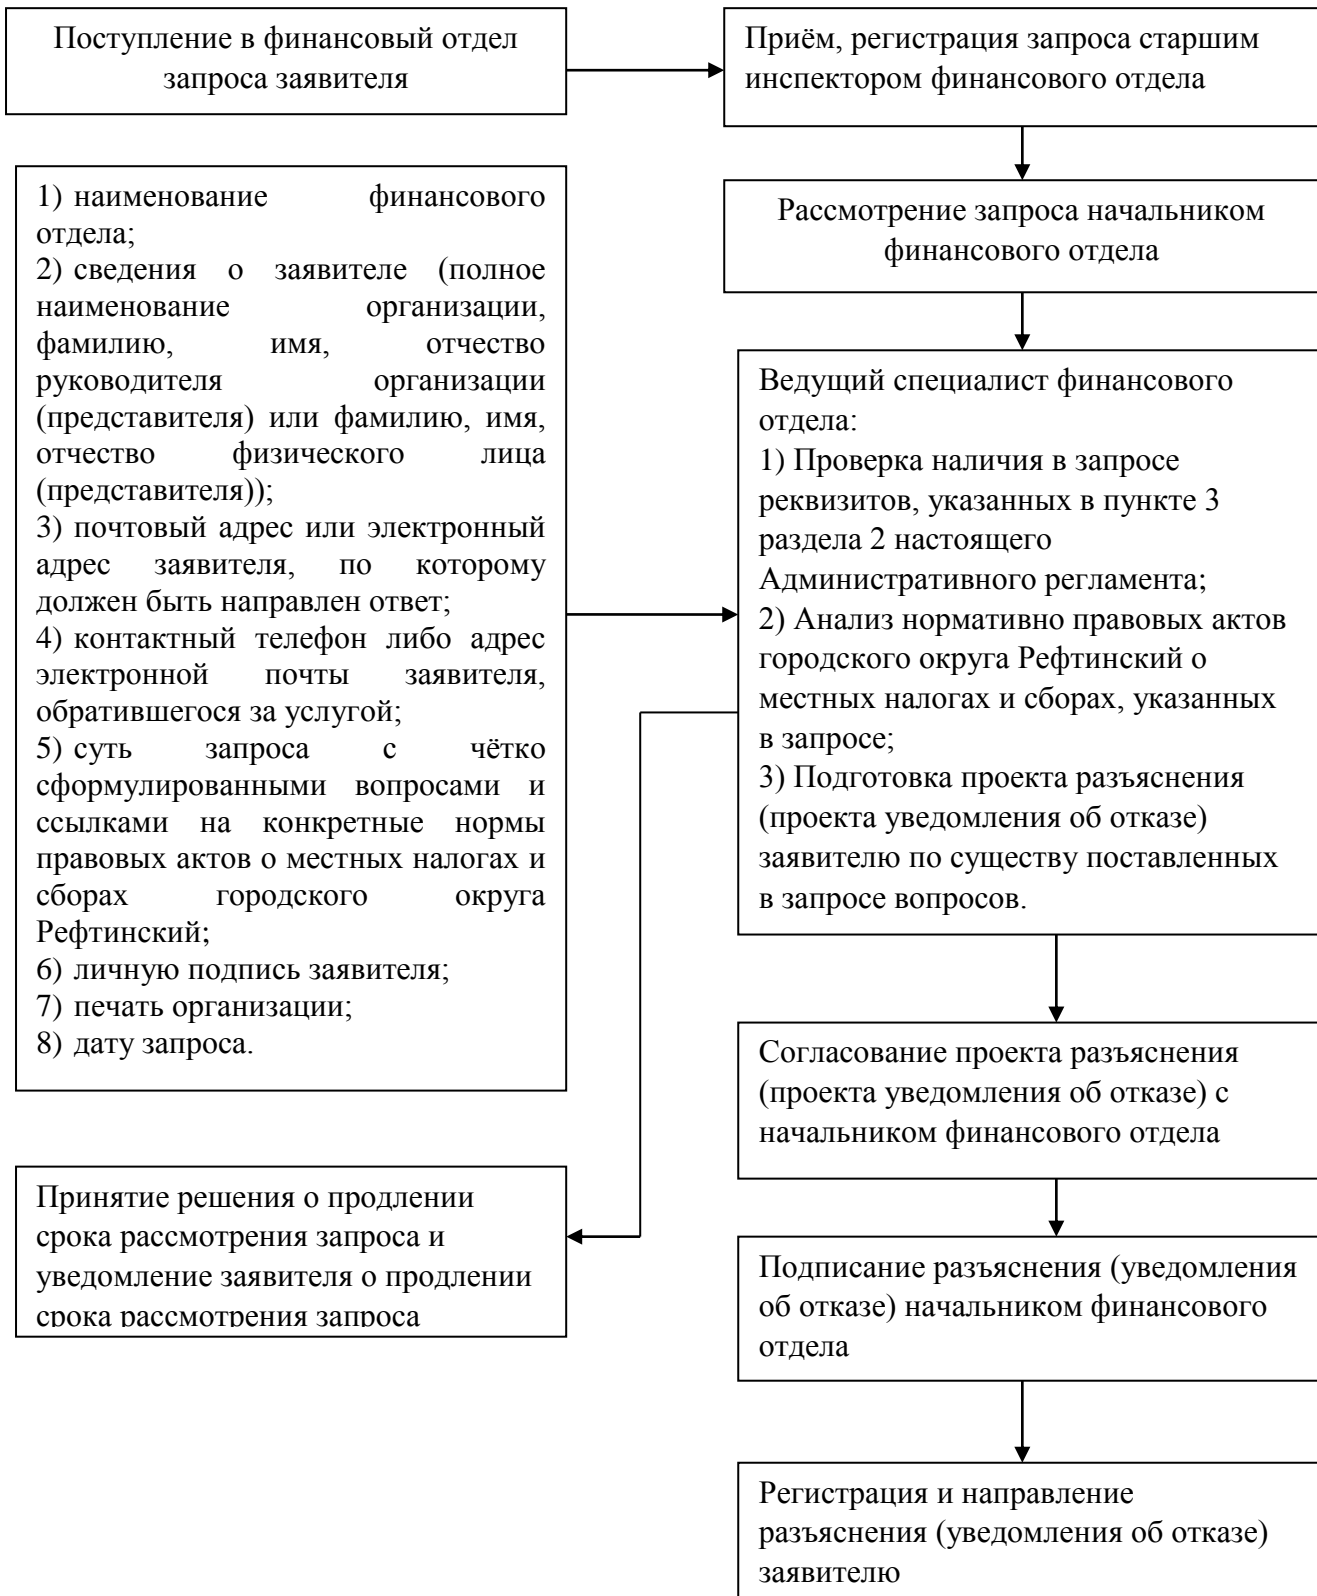 Поступление в финансовый отдел
запроса заявителя
Приём, регистрация запроса старшим
инспектором финансового отдела
Рассмотрение запроса начальником
финансового отдела
1) наименование финансового
отдела;
2) сведения о заявителе (полное
наименование организации,
фамилию, имя, отчество
руководителя организации
(представителя) или фамилию, имя,
отчество физического лица
(представителя));
3) почтовый адрес или электронный
адрес заявителя, по которому
должен быть направлен ответ;
4) контактный телефон либо адрес
электронной почты заявителя,
обратившегося за услугой;
5) суть запроса с чётко
сформулированными вопросами и
ссылками на конкретные нормы
правовых актов о местных налогах и
сборах городского округа
Рефтинский;
6) личную подпись заявителя;
7) печать организации;
8) дату запроса.
Ведущий специалист финансового
отдела:
1) Проверка наличия в запросе
реквизитов, указанных в пункте 3
раздела 2 настоящего
Административного регламента;
2) Анализ нормативно правовых актов
городского округа Рефтинский о
местных налогах и сборах, указанных
в запросе;
3) Подготовка проекта разъяснения
(проекта уведомления об отказе)
заявителю по существу поставленных
в запросе вопросов.
Согласование проекта разъяснения
(проекта уведомления об отказе) с
начальником финансового отдела
Принятие решения о продлении
срока рассмотрения запроса и
уведомление заявителя о продлении
срока рассмотрения запроса
Подписание разъяснения (уведомления
об отказе) начальником финансового
отдела
Регистрация и направление
разъяснения (уведомления об отказе)
заявителю